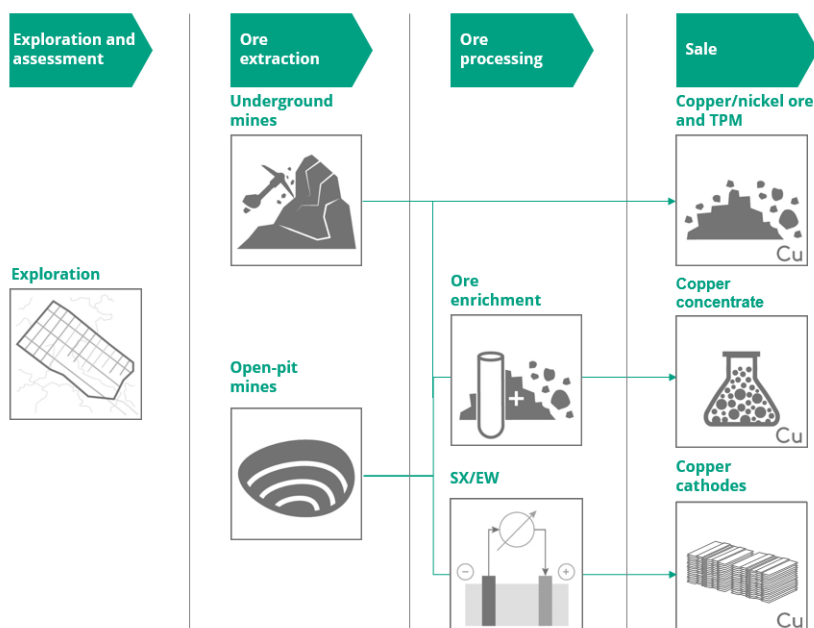 Exploration and
assessment
Ore
extraction
Ore
processing
Sale
Underground
mines
Copper/nickel ore
and TPM
Cu
Exploration
Ore
enrichment
Copper
concentrate
+
Cu
Open-pit
mines
SX/EW
Copper
cathodes
− +
Cu